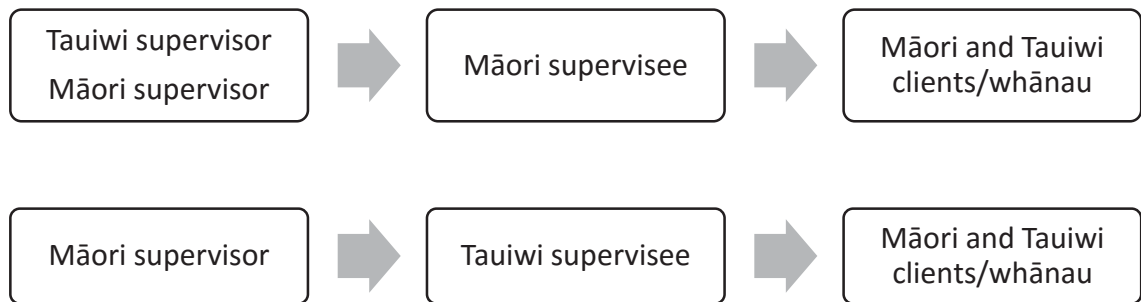 Tauiwi supervisor
Māori supervisor
Māori supervisee
Māori and Tauiwi
clients/whānau
Māori supervisor
Tauiwi supervisee
Māori and Tauiwi
clients/whānau